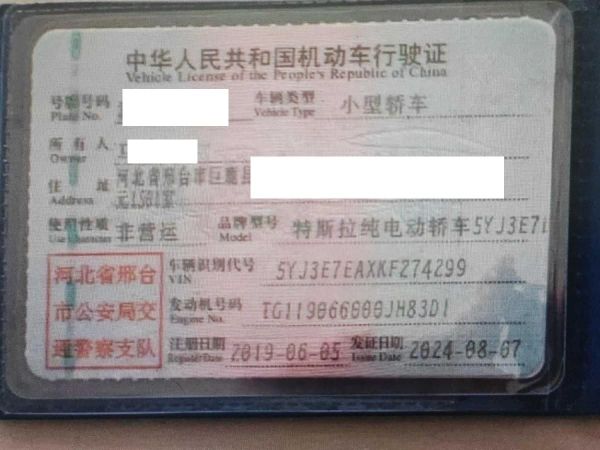 中华人民共和国机动车行驶证
Vehicle License of the People's Republic of China
号牌号码 车辆类型 小型轿车
Plate No. Vehicle Type
所有人
Owner
住址 河北省邢台市巨鹿县
Address
使用性质 非营运 品牌型号 特斯拉纯电动轿车5YJ3E7
Use Character Model
河北省邢台 车辆识别代号 5YJ3E7EAXKF274299
VIN
市公安局交 发动机号码 TG119066000JH83D1
Engine No.
通警察支队 注册日期 2019-06-05 发证日期 2024-08-07
Register Date Issue Date